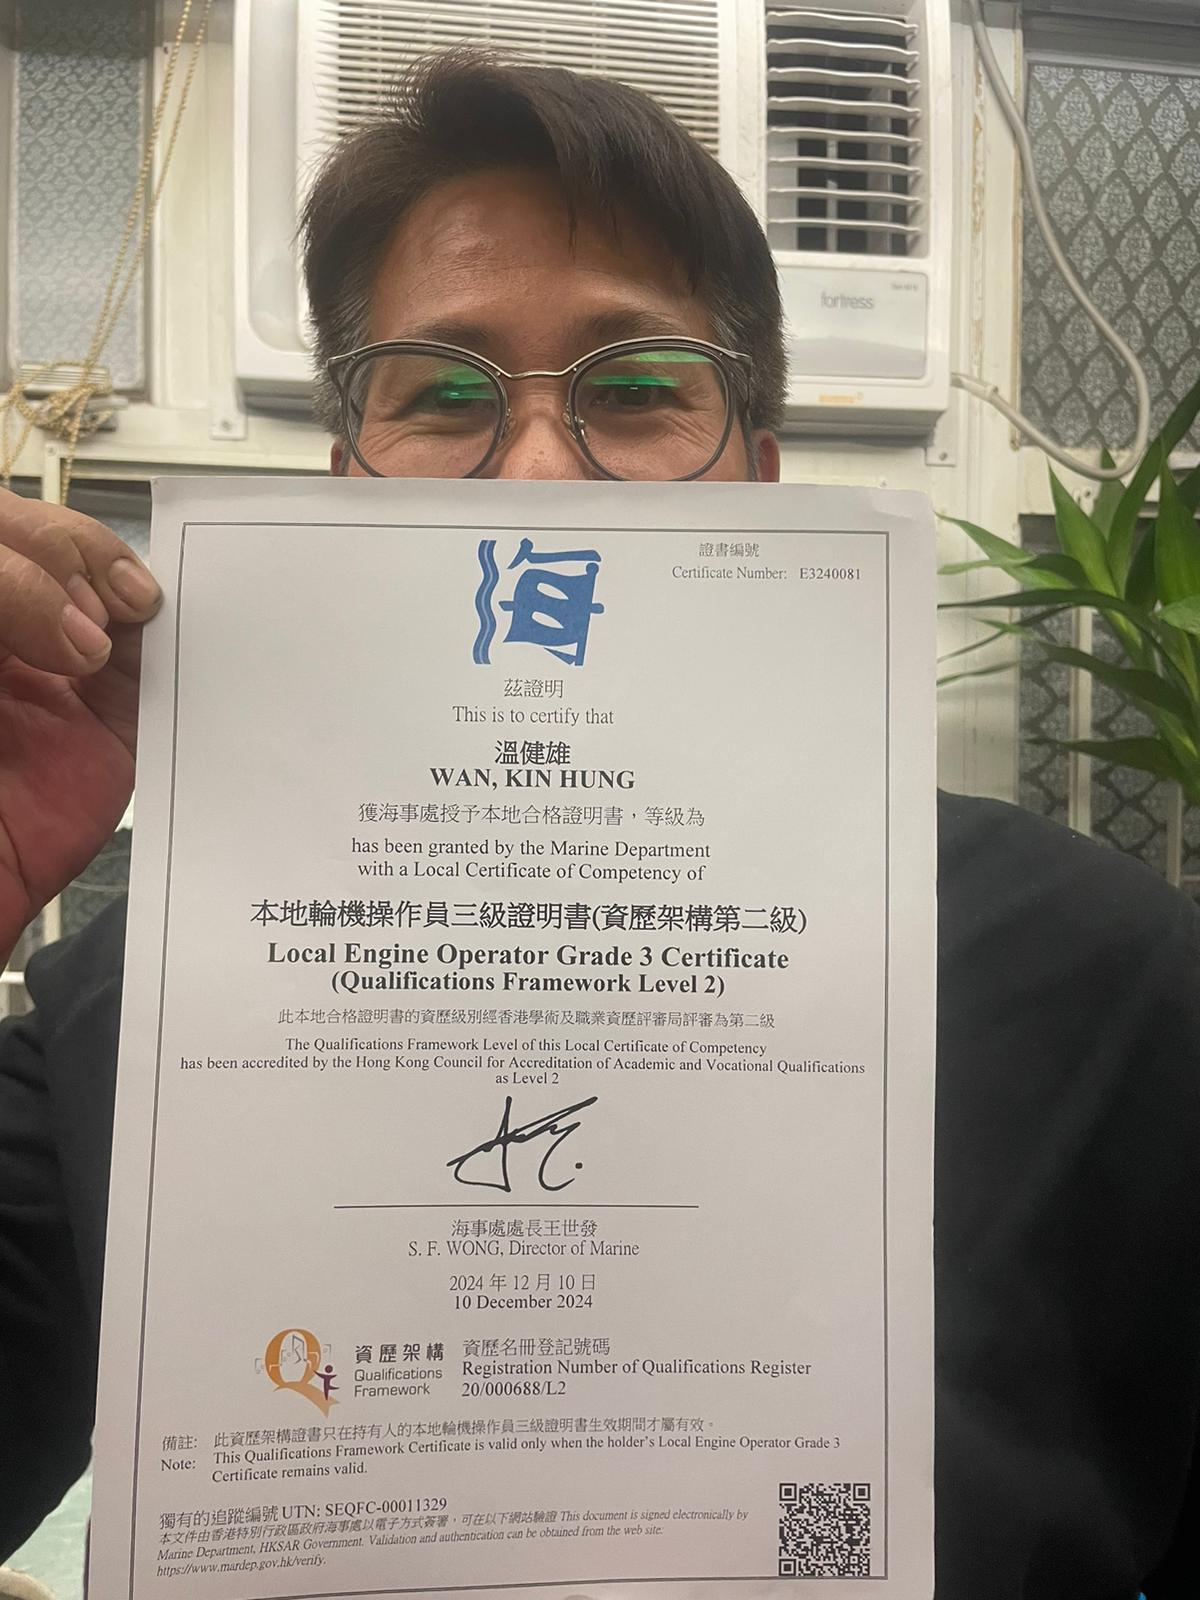 fortress
海
證書編號
Certificate Number: E3240081
茲證明
This is to certify that
溫健雄
WAN, KIN HUNG
獲海事處授予本地合格證明書，等級為
has been granted by the Marine Department
with a Local Certificate of Competency of
本地輪機操作員三級證明書(資歷架構第二級)
Local Engine Operator Grade 3 Certificate
(Qualifications Framework Level 2)
此本地合格證明書的資歷級別經香港學術及職業資歷評審局評審為第二級
The Qualifications Framework Level of this Local Certificate of Competency
has been accredited by the Hong Kong Council for Accreditation of Academic and Vocational Qualifications
as Level 2
海事處處長王世發
S. F. WONG, Director of Marine
2024 年 12 月 10 日
10 December 2024
資歷架構
Qualifications
Framework
資歷名冊登記號碼
Registration Number of Qualifications Register
20/000688/L2
備註: 此資歷架構證書只在持有人的本地輪機操作員三級證明書生效期間才屬有效。
Note: This Qualifications Framework Certificate is valid only when the holder's Local Engine Operator Grade 3
Certificate remains valid.
獨有的追蹤編號 UTN: SEQFC-00011329
本文件由香港特別行政區政府海事處以電子方式簽署，可在以下網站驗證 This document is signed electronically by
Marine Department, HKSAR Government. Validation and authentication can be obtained from the web site:
https://www.mardep.gov.hk/verify.